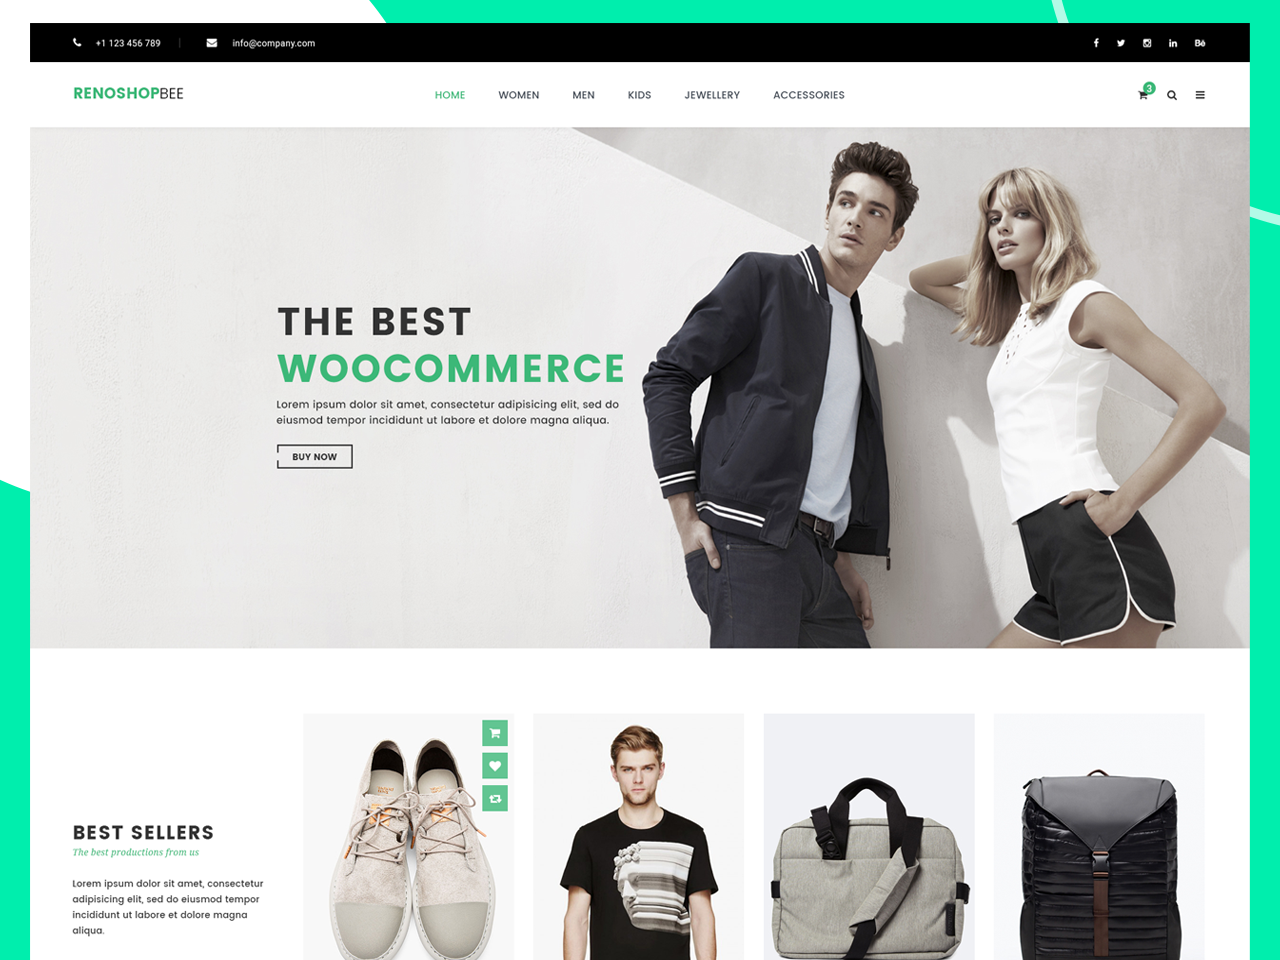 +1 123 456 789 | info@company.com
RENOSHOPBEE HOME WOMEN MEN KIDS JEWELLERY ACCESSORIES 3
THE BEST
WOOCOMMERCE
Lorem ipsum dolor sit amet, consectetur adipisicing elit, sed do
eiusmod tempor incididunt ut labore et dolore magna aliqua.
BUY NOW
BEST SELLERS
The best productions from us
Lorem ipsum dolor sit amet, consectetur
adipisicing elit, sed do eiusmod tempor
incididunt ut labore et dolore magna
aliqua.